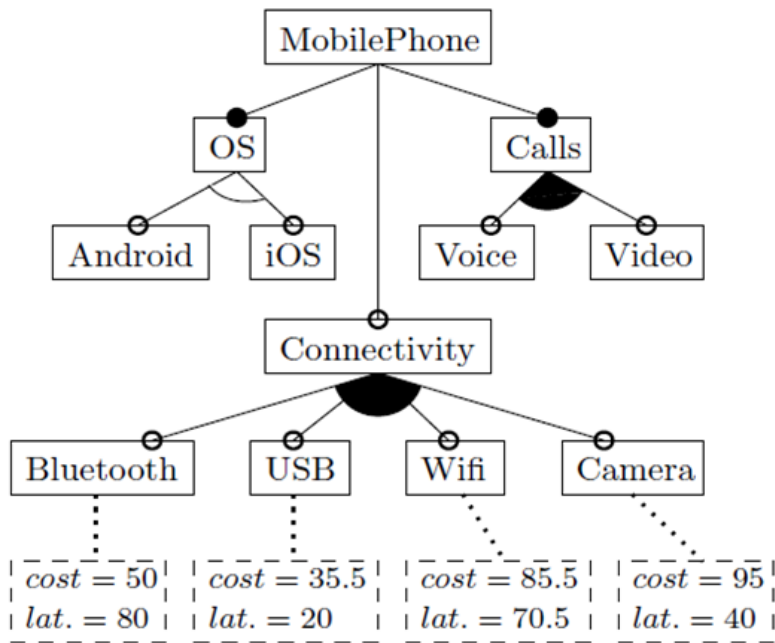 MobilePhone
OS
Calls
Android
iOS
Voice
Video
Connectivity
Bluetooth
USB
Wifi
Camera
cost = 50
lat. = 80
cost = 35.5
lat. = 20
cost = 85.5
lat. = 70.5
cost = 95
lat. = 40